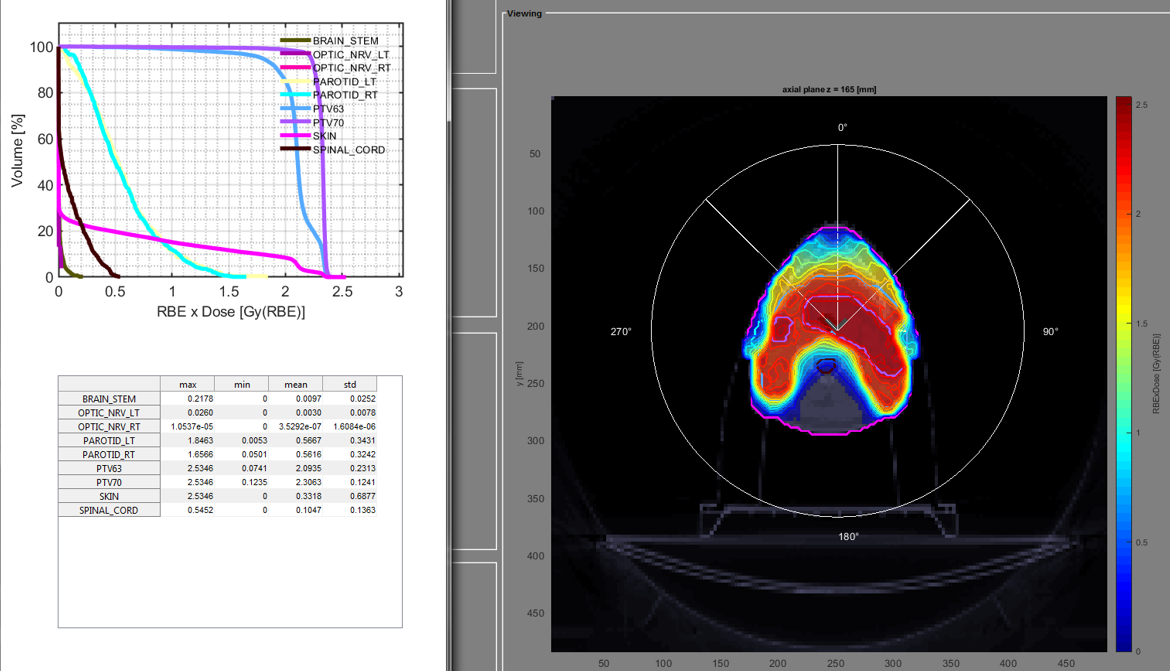 Viewing
BRAIN_STEM
OPTIC_NRV_LT
OPTIC_NRV_RT
PAROTID_LT
PAROTID_RT
PTV63
PTV70
SKIN
SPINAL_CORD
Volume [%]
100
80
60
40
20
0
0 0.5 1 1.5 2 2.5 3
RBE x Dose [Gy(RBE)]
max min mean std
BRAIN_STEM 0.2178 0 0.0097 0.0252
OPTIC_NRV_LT 0.0260 0 0.0030 0.0078
OPTIC_NRV_RT 1.0537e-05 0 3.5292e-07 1.6084e-06
PAROTID_LT 1.8463 0.0053 0.5667 0.3431
PAROTID_RT 1.6566 0.0501 0.5616 0.3242
PTV63 2.5346 0.0741 2.0935 0.2313
PTV70 2.5346 0.1235 2.3063 0.1241
SKIN 2.5346 0 0.3318 0.6877
SPINAL_CORD 0.5452 0 0.1047 0.1363
axial plane z = 165 [mm]
y [mm]
50
100
150
200
250
300
350
400
450
0°
270°
90°
180°
50 100 150 200 250 300 350 400 450
2.5
2
1.5
1
0.5
0
RBExDose [Gy(RBE)]